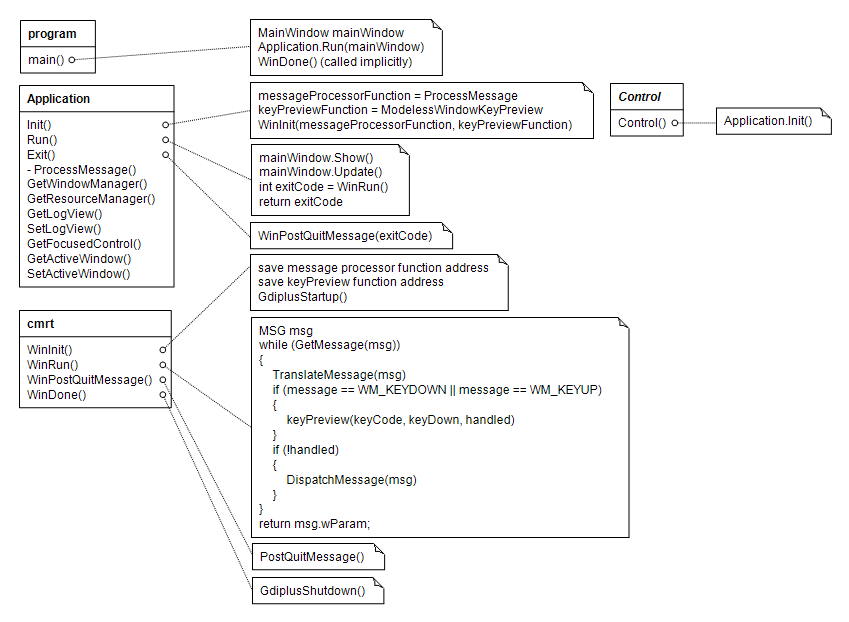 program
main()
MainWindow mainWindow
Application.Run(mainWindow)
WinDone() (called implicitly)
Application
Init()
Run()
Exit()
- ProcessMessage()
GetWindowManager()
GetResourceManager()
GetLogView()
SetLogView()
GetFocusedControl()
GetActiveWindow()
SetActiveWindow()
messageProcessorFunction = ProcessMessage
keyPreviewFunction = ModelessWindowKeyPreview
WinInit(messageProcessorFunction, keyPreviewFunction)
Control
Control()
Application.Init()
mainWindow.Show()
mainWindow.Update()
int exitCode = WinRun()
return exitCode
WinPostQuitMessage(exitCode)
cmrt
WinInit()
WinRun()
WinPostQuitMessage()
WinDone()
save message processor function address
save keyPreview function address
GdiplusStartup()
MSG msg
while (GetMessage(msg))
{
TranslateMessage(msg)
if (message == WM_KEYDOWN || message == WM_KEYUP)
{
keyPreview(keyCode, keyDown, handled)
}
if (!handled)
{
DispatchMessage(msg)
}
}
return msg.wParam;
PostQuitMessage()
GdiplusShutdown()